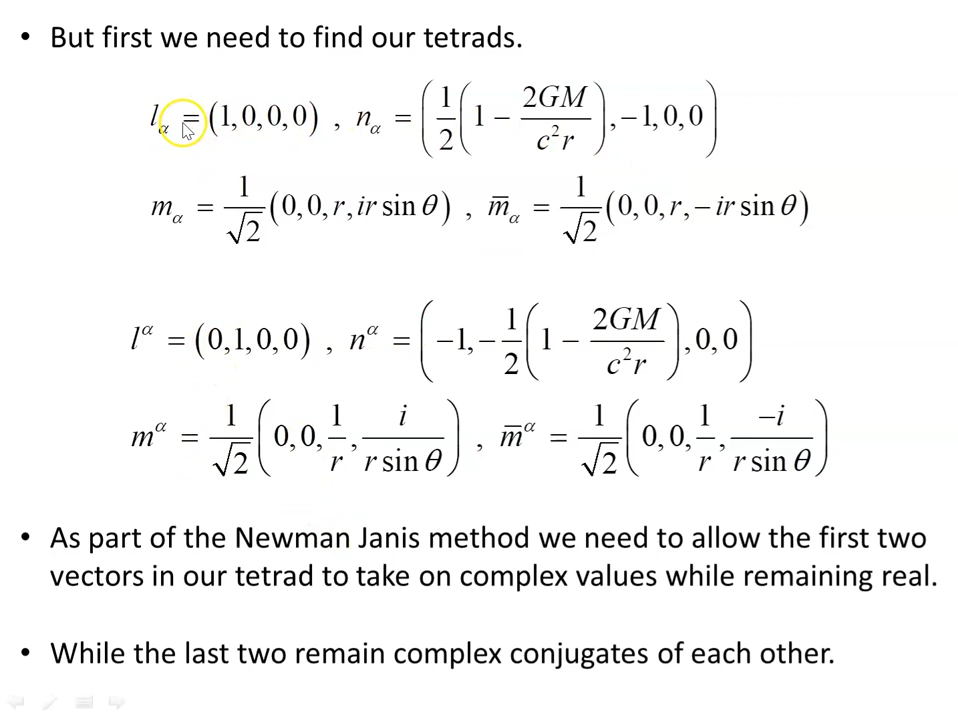 • But first we need to find our tetrads.
l_α = (1, 0, 0, 0) , n_α = (1/2 (1 − 2GM/c²r), −1, 0, 0)
m_α = 1/√2 (0, 0, r, ir sin θ) , m̄_α = 1/√2 (0, 0, r, −ir sin θ)
l^α = (0, 1, 0, 0) , n^α = (−1, −1/2 (1 − 2GM/c²r), 0, 0)
m^α = 1/√2 (0, 0, 1/r, i/(r sin θ)) , m̄^α = 1/√2 (0, 0, 1/r, −i/(r sin θ))
• As part of the Newman Janis method we need to allow the first two
vectors in our tetrad to take on complex values while remaining real.
• While the last two remain complex conjugates of each other.